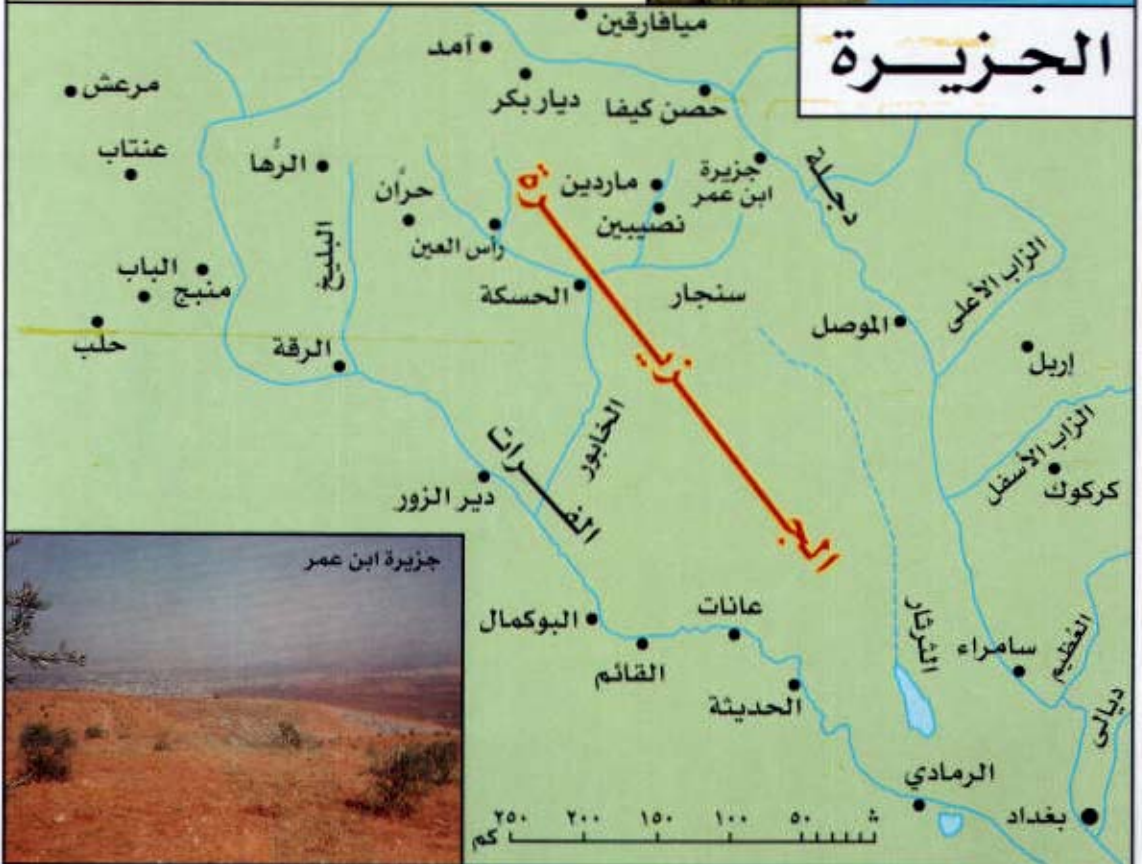 الجزيرة
ميافارقين
آمد
ديار بكر
حصن كيفا
مرعش
عنتاب
الرُّها
حرَّان
رأس العين
ماردين
نصيبين
جزيرة
ابن عمر
دجلة
البليخ
الباب
منبج
حلب
الرقة
الحسكة
سنجار
الموصل
الزاب الأعلى
إربل
الزاب الأسفل
كركوك
الجزيرة
الخابور
الفرات
دير الزور
جزيرة ابن عمر
البوكمال
القائم
عانات
الحديثة
الثرثار
سامراء
العُظيم
ديالى
الرمادي
بغداد
٢٥٠ ٢٠٠ ١٥٠ ١٠٠ ٥٠
كم